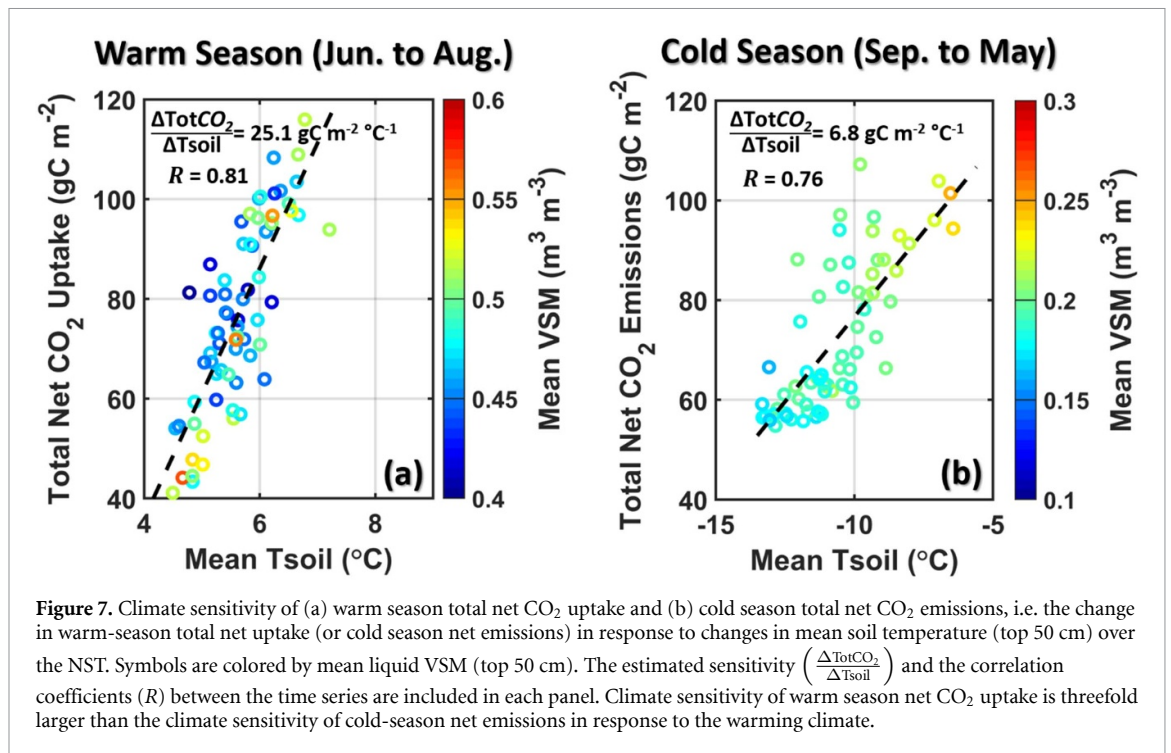 Warm Season (Jun. to Aug.)
Total Net CO₂ Uptake (gC m⁻²)
120
100
80
60
40
ΔTotCO₂
ΔTsoil
= 25.1 gC m⁻² °C⁻¹
R = 0.81
(a)
4
6
8
Mean Tsoil (°C)
0.6
0.55
0.5
0.45
0.4
Mean VSM (m³ m⁻³)
Cold Season (Sep. to May)
Total Net CO₂ Emissions (gC m⁻²)
120
100
80
60
40
ΔTotCO₂
ΔTsoil
= 6.8 gC m⁻² °C⁻¹
R = 0.76
(b)
-15
-10
-5
Mean Tsoil (°C)
0.3
0.25
0.2
0.15
0.1
Mean VSM (m³ m⁻³)
Figure 7. Climate sensitivity of (a) warm season total net CO₂ uptake and (b) cold season total net CO₂ emissions, i.e. the change
in warm-season total net uptake (or cold season net emissions) in response to changes in mean soil temperature (top 50 cm) over
the NST. Symbols are colored by mean liquid VSM (top 50 cm). The estimated sensitivity (ΔTotCO₂/ΔTsoil) and the correlation
coefficients (R) between the time series are included in each panel. Climate sensitivity of warm season net CO₂ uptake is threefold
larger than the climate sensitivity of cold-season net emissions in response to the warming climate.